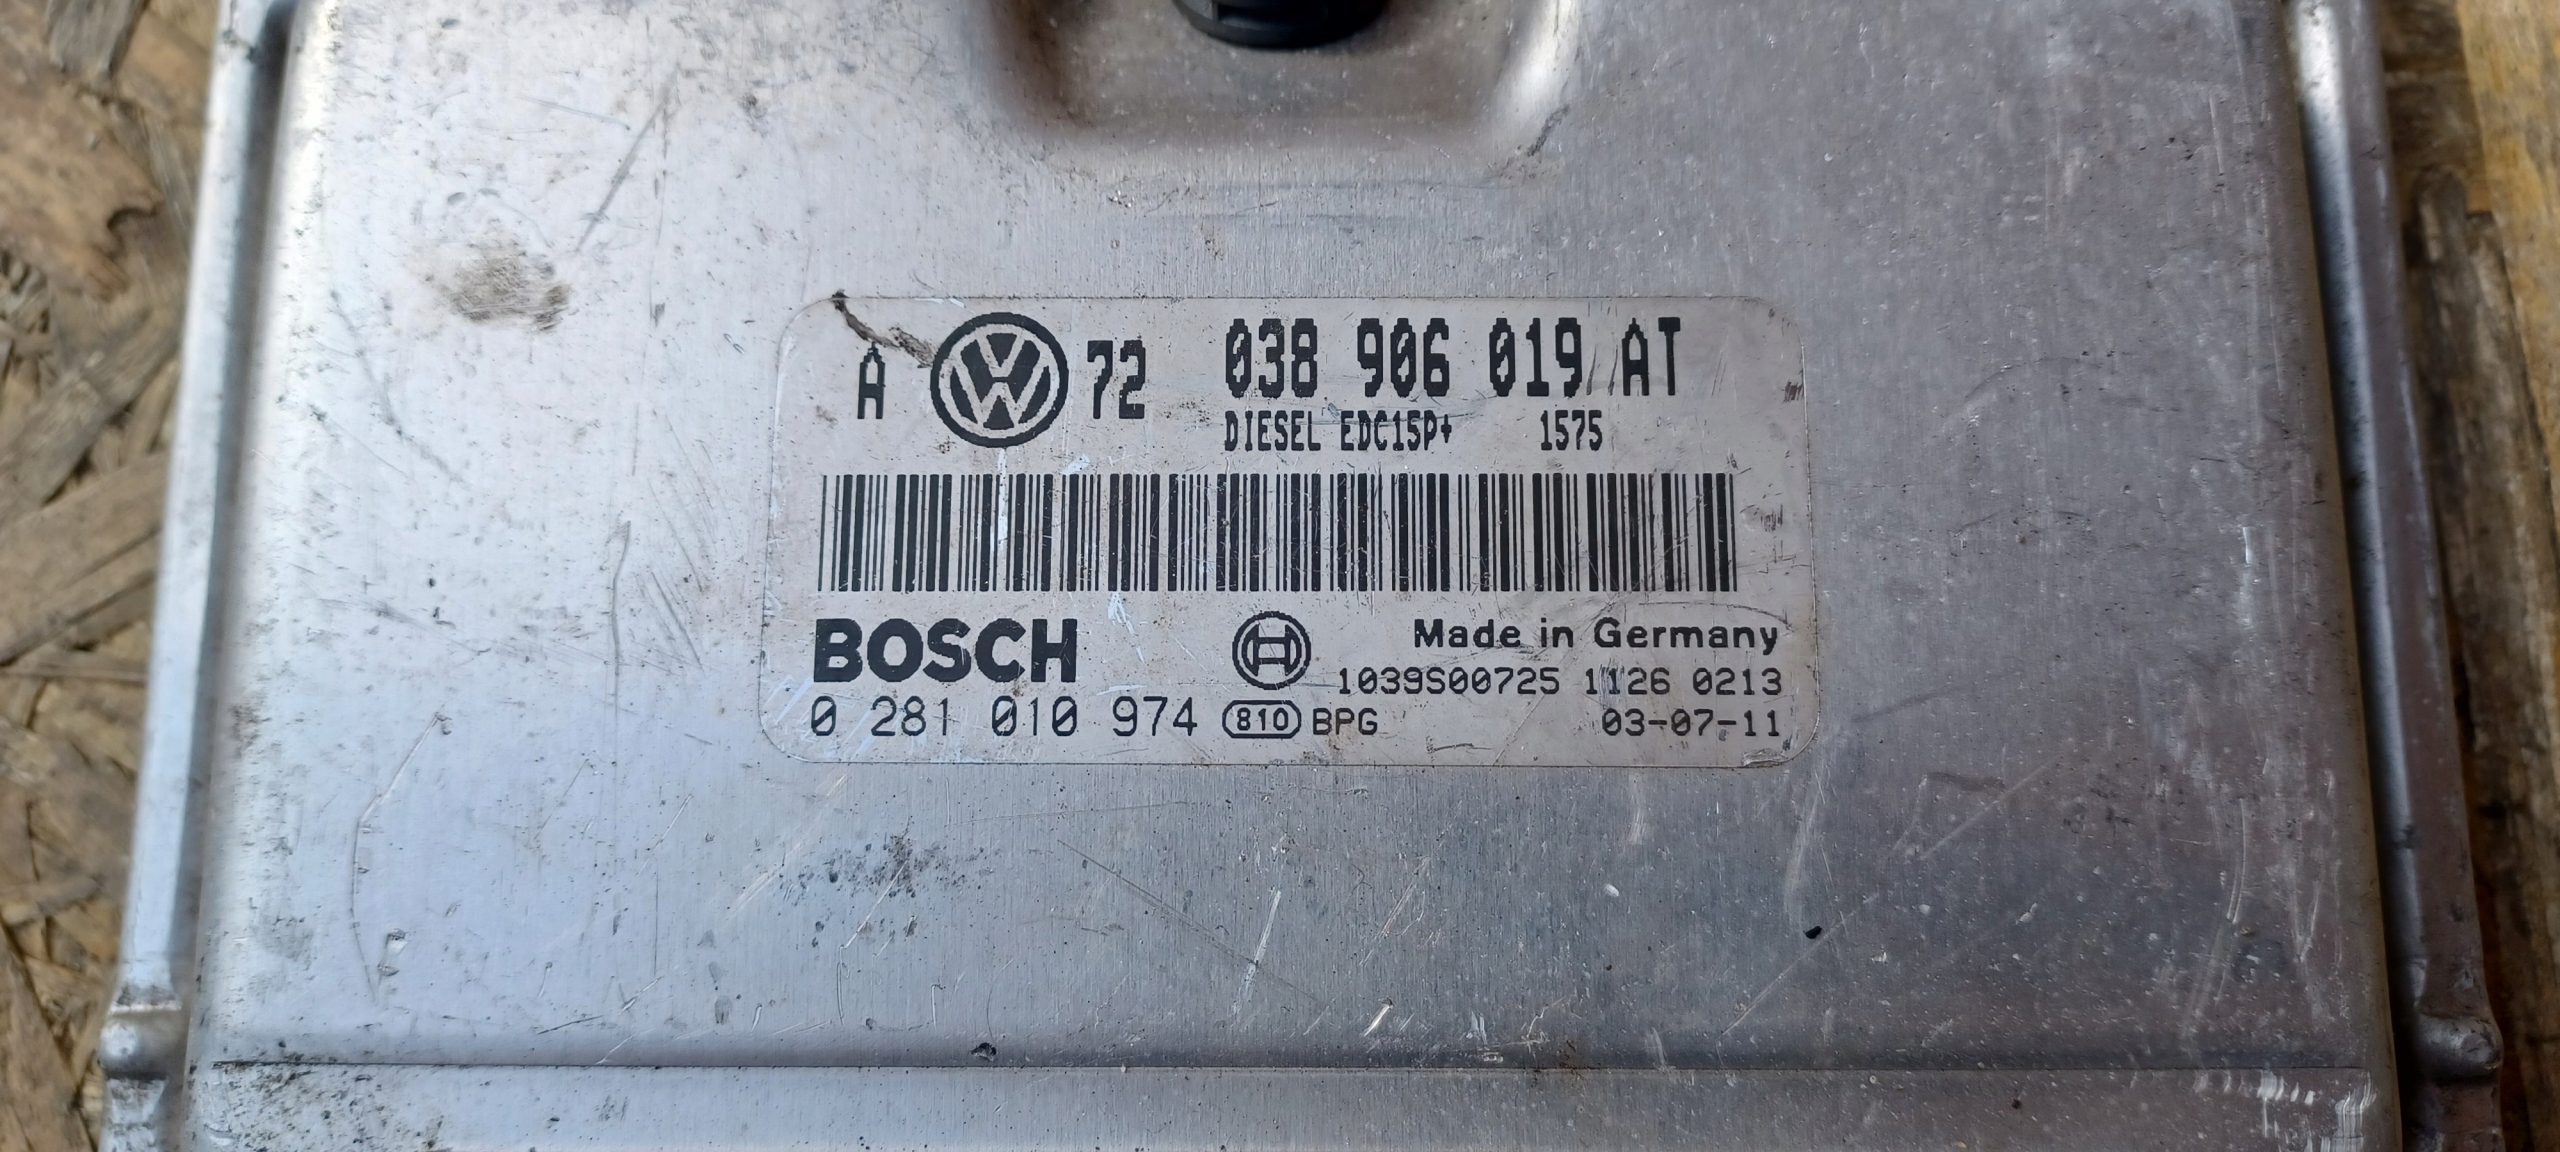 A VW 72 038 906 019 AT
DIESEL EDC15P+ 1575
BOSCH
Made in Germany
1039S00725 1126 0213
0 281 010 974 810 BPG 03-07-11